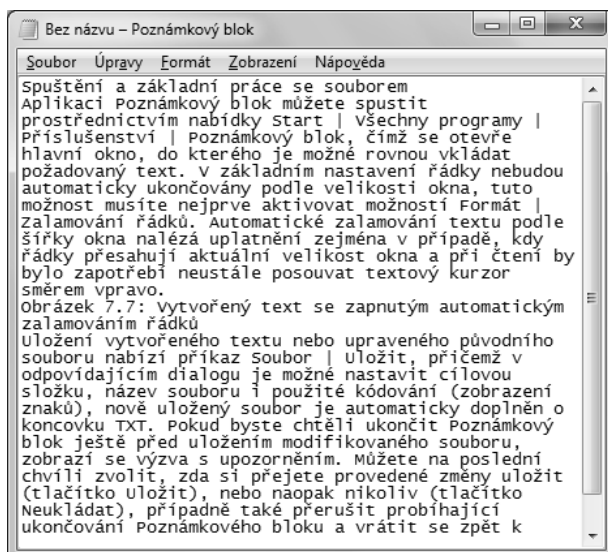 Bez názvu – Poznámkový blok
Soubor Úpravy Formát Zobrazení Nápověda
Spuštění a základní práce se souborem
Aplikaci Poznámkový blok můžete spustit
prostřednictvím nabídky Start | Všechny programy |
Příslušenství | Poznámkový blok, čímž se otevře
hlavní okno, do kterého je možné rovnou vkládat
požadovaný text. V základním nastavení řádky nebudou
automaticky ukončovány podle velikosti okna, tuto
možnost musíte nejprve aktivovat možností Formát |
Zalamování řádků. Automatické zalamování textu podle
šířky okna nalézá uplatnění zejména v případě, kdy
řádky přesahují aktuální velikost okna a při čtení by
bylo zapotřebí neustále posouvat textový kurzor
směrem vpravo.
Obrázek 7.7: Vytvořený text se zapnutým automatickým
zalamováním řádků
Uložení vytvořeného textu nebo upraveného původního
souboru nabízí příkaz Soubor | Uložit, přičemž v
odpovídajícím dialogu je možné nastavit cílovou
složku, název souboru i použité kódování (zobrazení
znaků), nově uložený soubor je automaticky doplněn o
koncovku TXT. Pokud byste chtěli ukončit Poznámkový
blok ještě před uložením modifikovaného souboru,
zobrazí se výzva s upozorněním. Můžete na poslední
chvíli zvolit, zda si přejete provedené změny uložit
(tlačítko Uložit), nebo naopak nikoliv (tlačítko
Neukládat), případně také přerušit probíhající
ukončování Poznámkového bloku a vrátit se zpět k